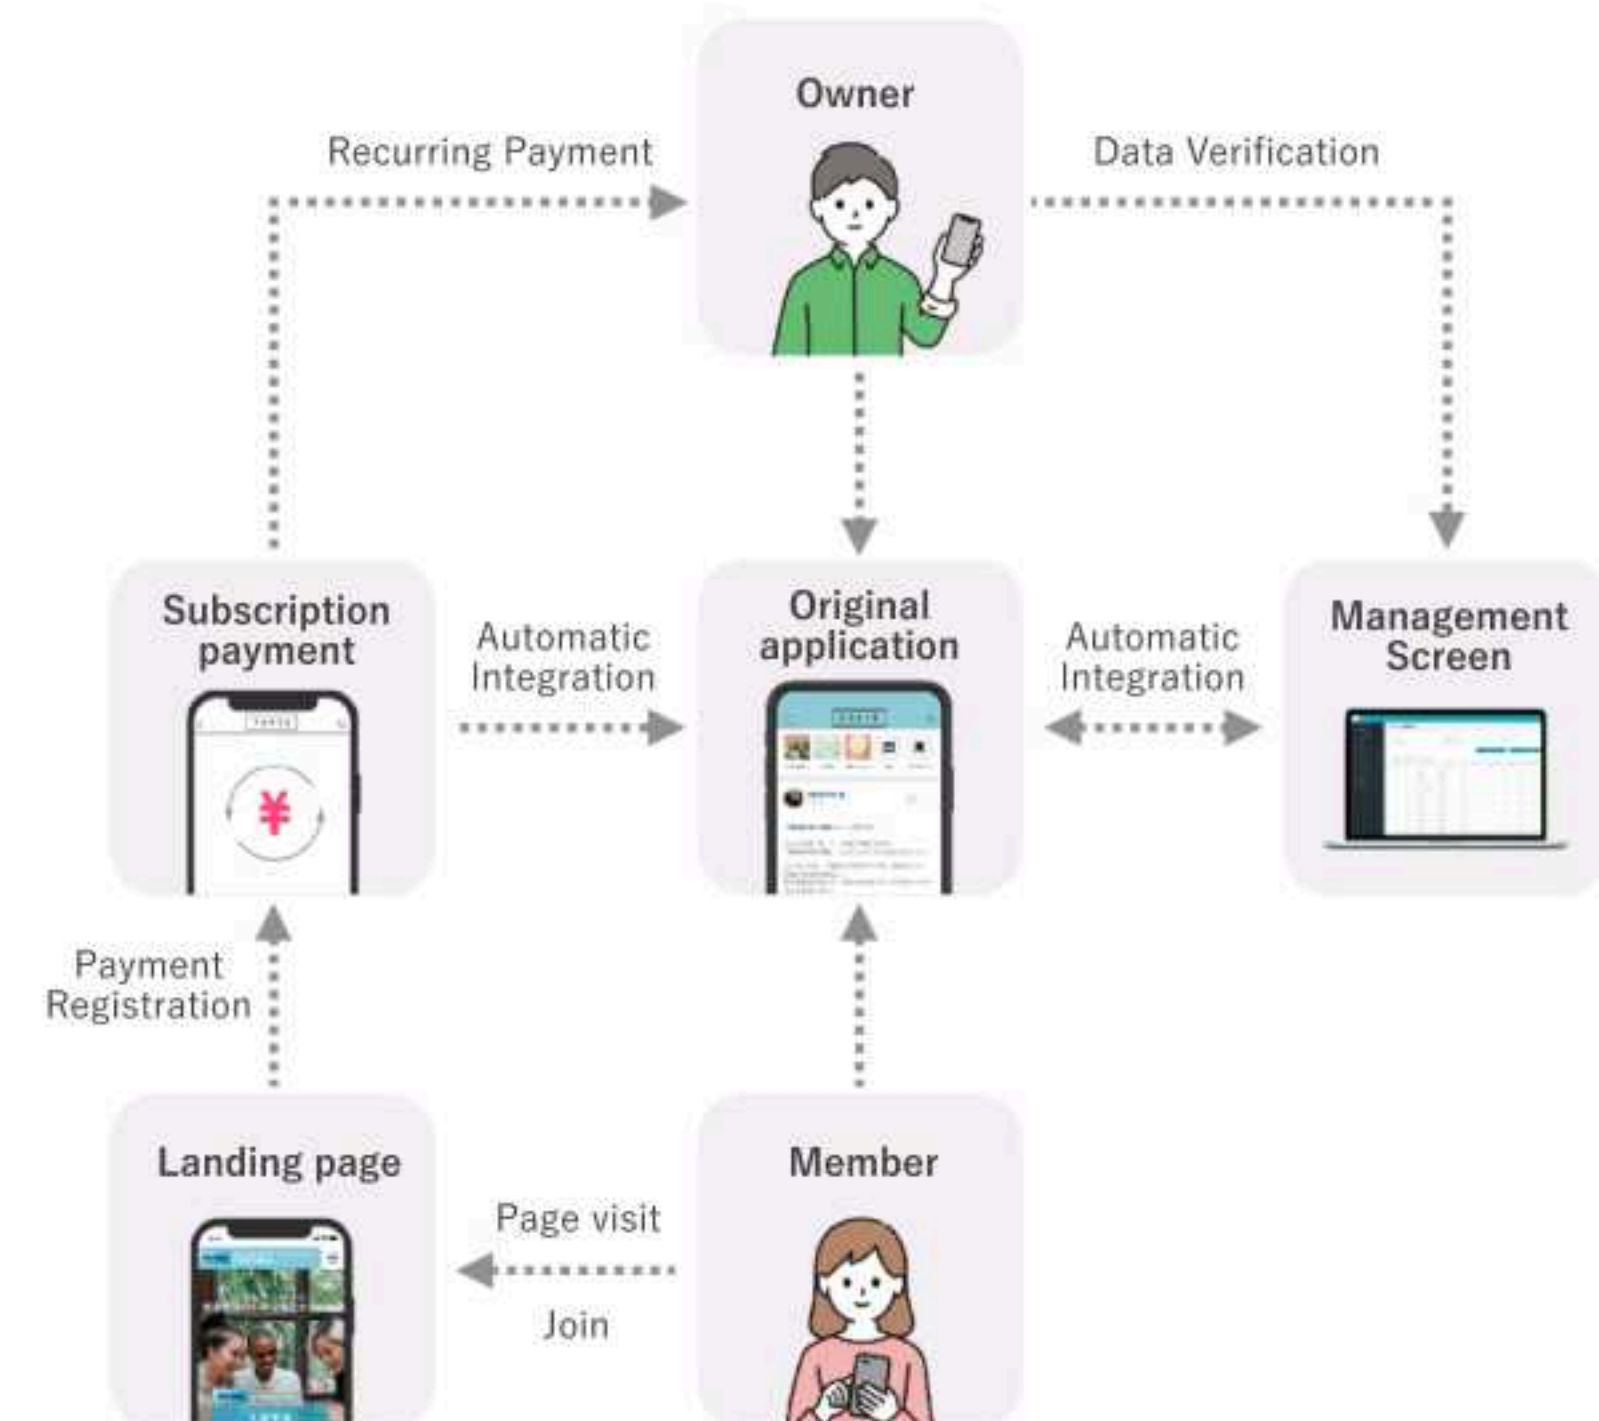 Owner
Recurring Payment
Data Verification
Subscription
payment
Automatic
Integration
Original
application
Automatic
Integration
Management
Screen
¥
Payment
Registration
Landing page
Page visit
Join
Member